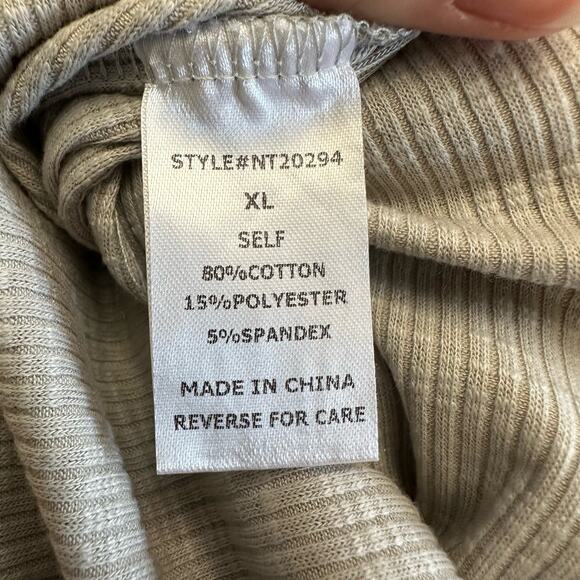 STYLE#NT20294
XL
SELF
80%COTTON
15%POLYESTER
5%SPANDEX
MADE IN CHINA
REVERSE FOR CARE